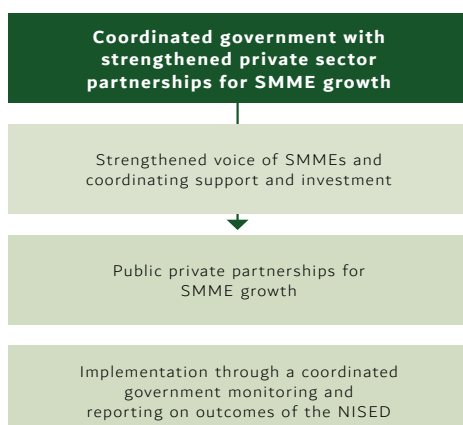 Coordinated government with
strengthened private sector
partnerships for SMME growth
Strengthened voice of SMMEs and
coordinating support and investment
Public private partnerships for
SMME growth
Implementation through a coordinated
government monitoring and
reporting on outcomes of the NISED